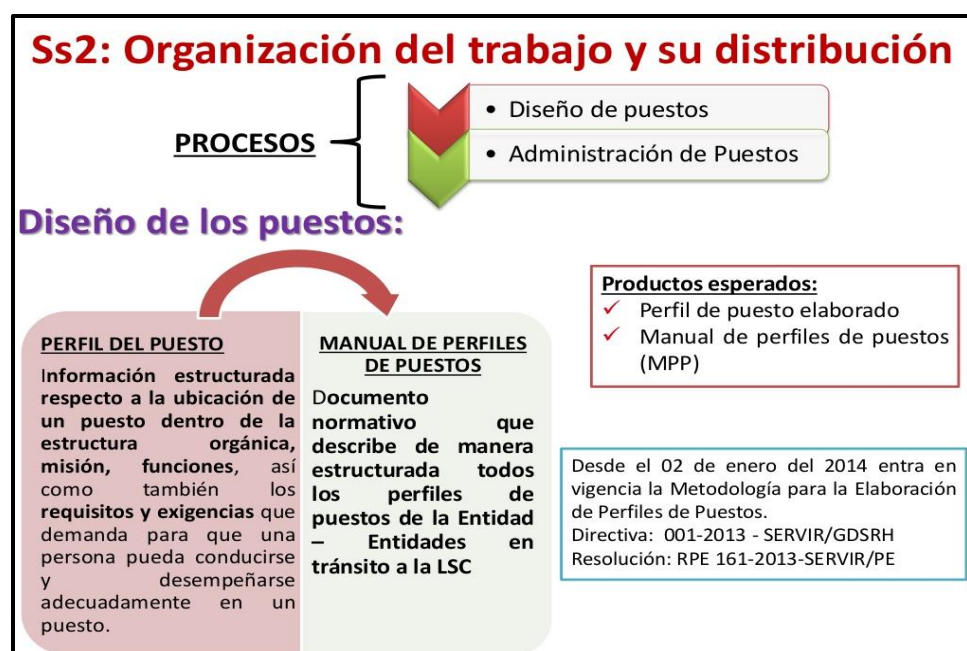 Ss2: Organización del trabajo y su distribución
PROCESOS
• Diseño de puestos
• Administración de Puestos
Diseño de los puestos:
PERFIL DEL PUESTO
Información estructurada
respecto a la ubicación de
un puesto dentro de la
estructura orgánica,
misión, funciones, así
como también los
requisitos y exigencias que
demanda para que una
persona pueda conducirse
y desempeñarse
adecuadamente en un
puesto.
MANUAL DE PERFILES
DE PUESTOS
Documento
normativo que
describe de manera
estructurada todos
los perfiles de
puestos de la Entidad
– Entidades en
tránsito a la LSC
Productos esperados:
✓ Perfil de puesto elaborado
✓ Manual de perfiles de puestos
(MPP)
Desde el 02 de enero del 2014 entra en
vigencia la Metodología para la Elaboración
de Perfiles de Puestos.
Directiva: 001-2013 - SERVIR/GDSRH
Resolución: RPE 161-2013-SERVIR/PE